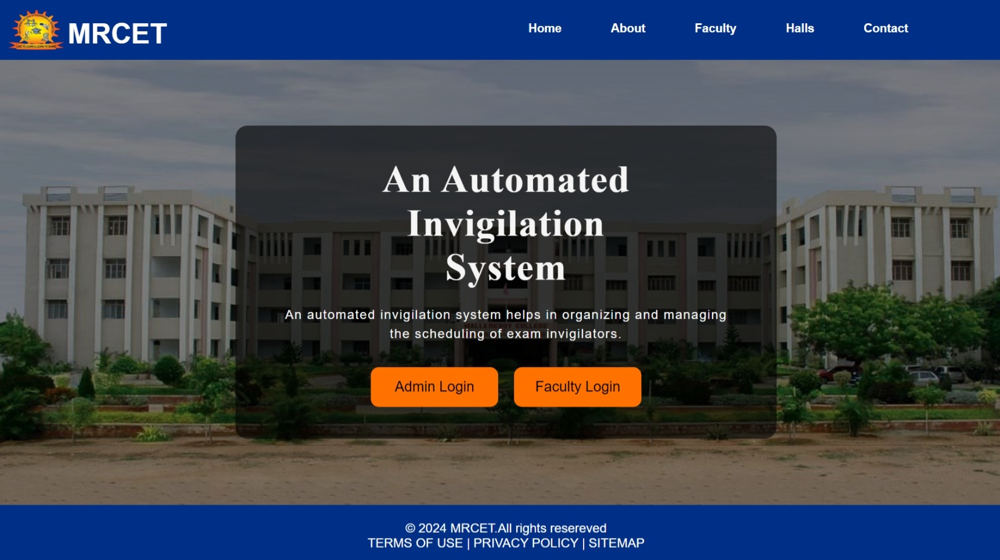 MRCET
Home About Faculty Halls Contact
An Automated
Invigilation
System
An automated invigilation system helps in organizing and managing
the scheduling of exam invigilators.
Admin Login Faculty Login
© 2024 MRCET.All rights resereved
TERMS OF USE | PRIVACY POLICY | SITEMAP